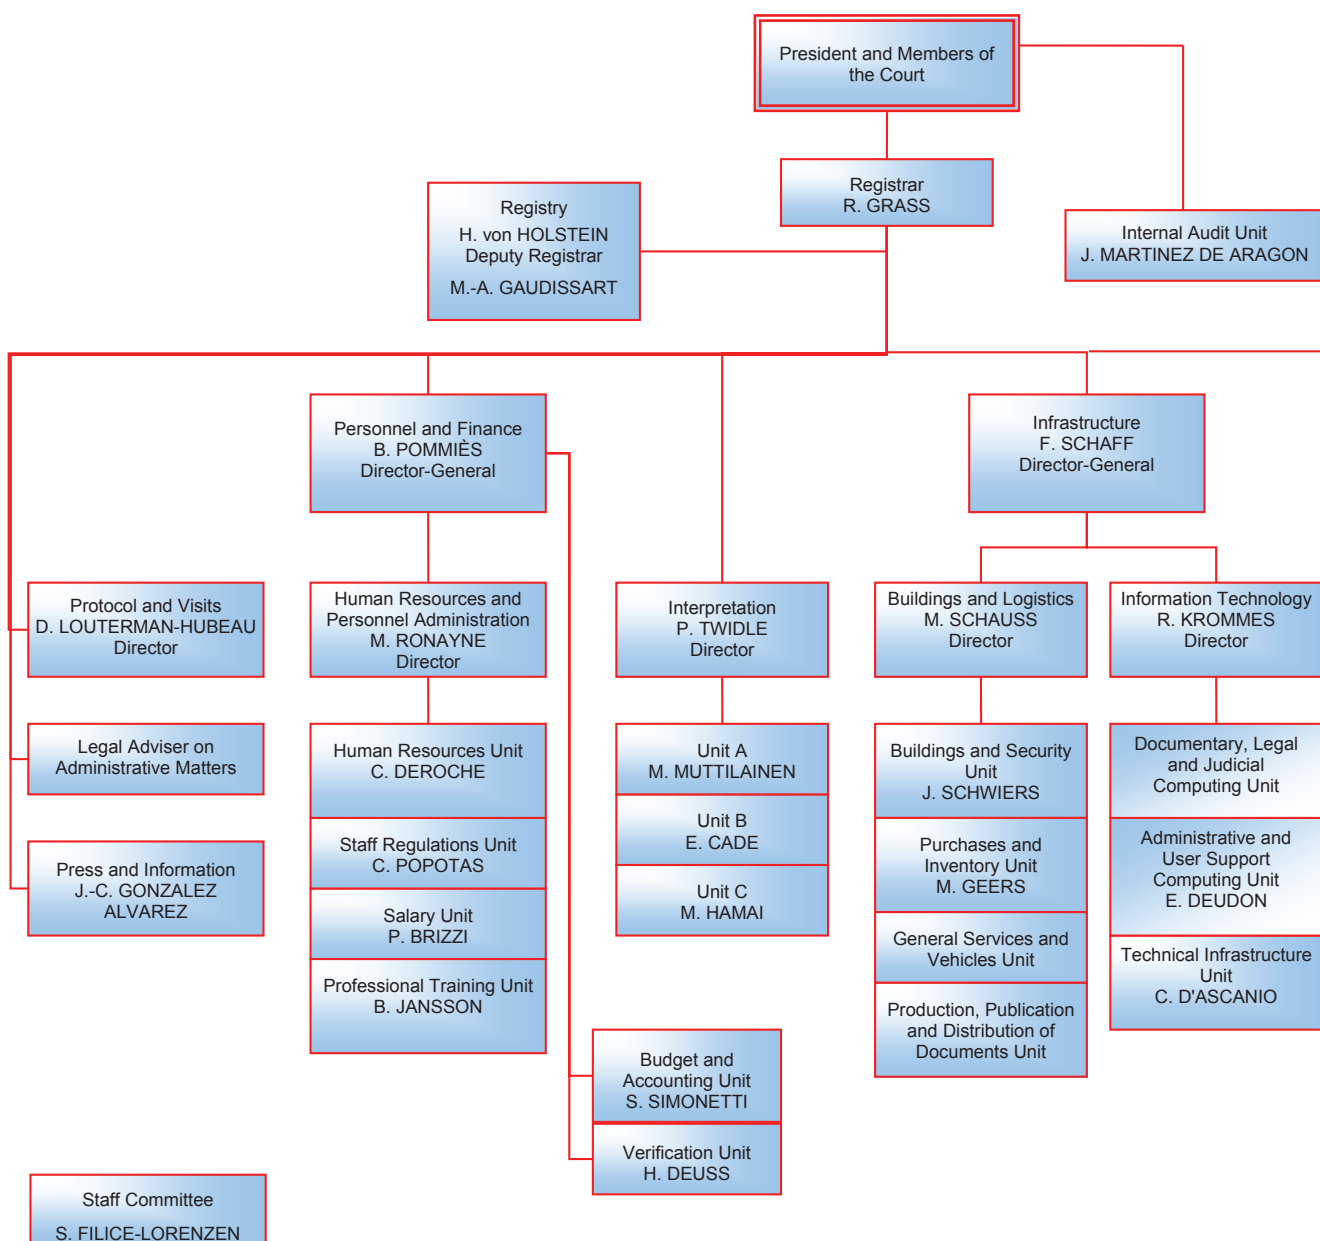 President and Members of
the Court
Registrar
R. GRASS
Registry
H. von HOLSTEIN
Deputy Registrar
M.-A. GAUDISSART
Internal Audit Unit
J. MARTINEZ DE ARAGON
Personnel and Finance
B. POMMIÈS
Director-General
Infrastructure
F. SCHAFF
Director-General
Protocol and Visits
D. LOUTERMAN-HUBEAU
Director
Human Resources and
Personnel Administration
M. RONAYNE
Director
Interpretation
P. TWIDLE
Director
Buildings and Logistics
M. SCHAUSS
Director
Information Technology
R. KROMMES
Director
Legal Adviser on
Administrative Matters
Press and Information
J.-C. GONZALEZ
ALVAREZ
Human Resources Unit
C. DEROCHE
Staff Regulations Unit
C. POPOTAS
Salary Unit
P. BRIZZI
Professional Training Unit
B. JANSSON
Unit A
M. MUTTILAINEN
Unit B
E. CADE
Unit C
M. HAMAI
Buildings and Security
Unit
J. SCHWIERS
Purchases and
Inventory Unit
M. GEERS
General Services and
Vehicles Unit
Production, Publication
and Distribution of
Documents Unit
Documentary, Legal
and Judicial
Computing Unit
Administrative and
User Support
Computing Unit
E. DEUDON
Technical Infrastructure
Unit
C. D'ASCANIO
Budget and
Accounting Unit
S. SIMONETTI
Verification Unit
H. DEUSS
Staff Committee
S. FILICE-LORENZEN